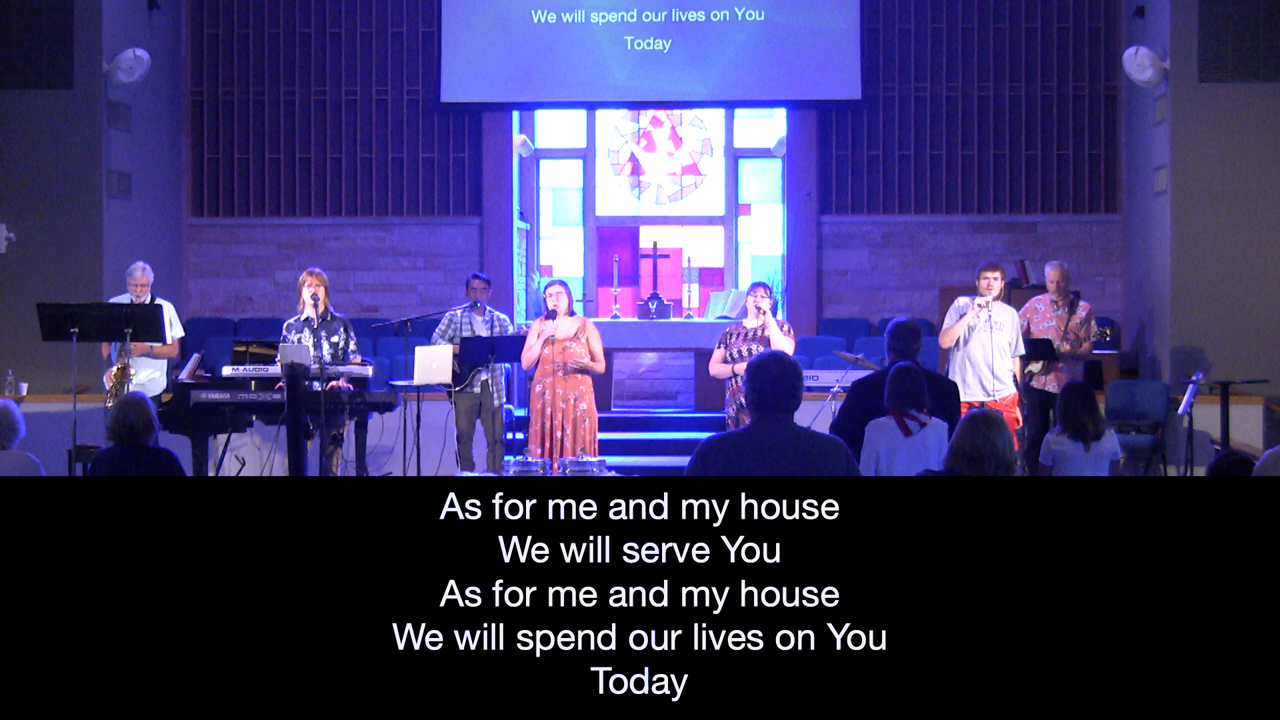 We will spend our lives on You
Today
M-AUDIO
YAMAHA
MOX8
As for me and my house
We will serve You
As for me and my house
We will spend our lives on You
Today